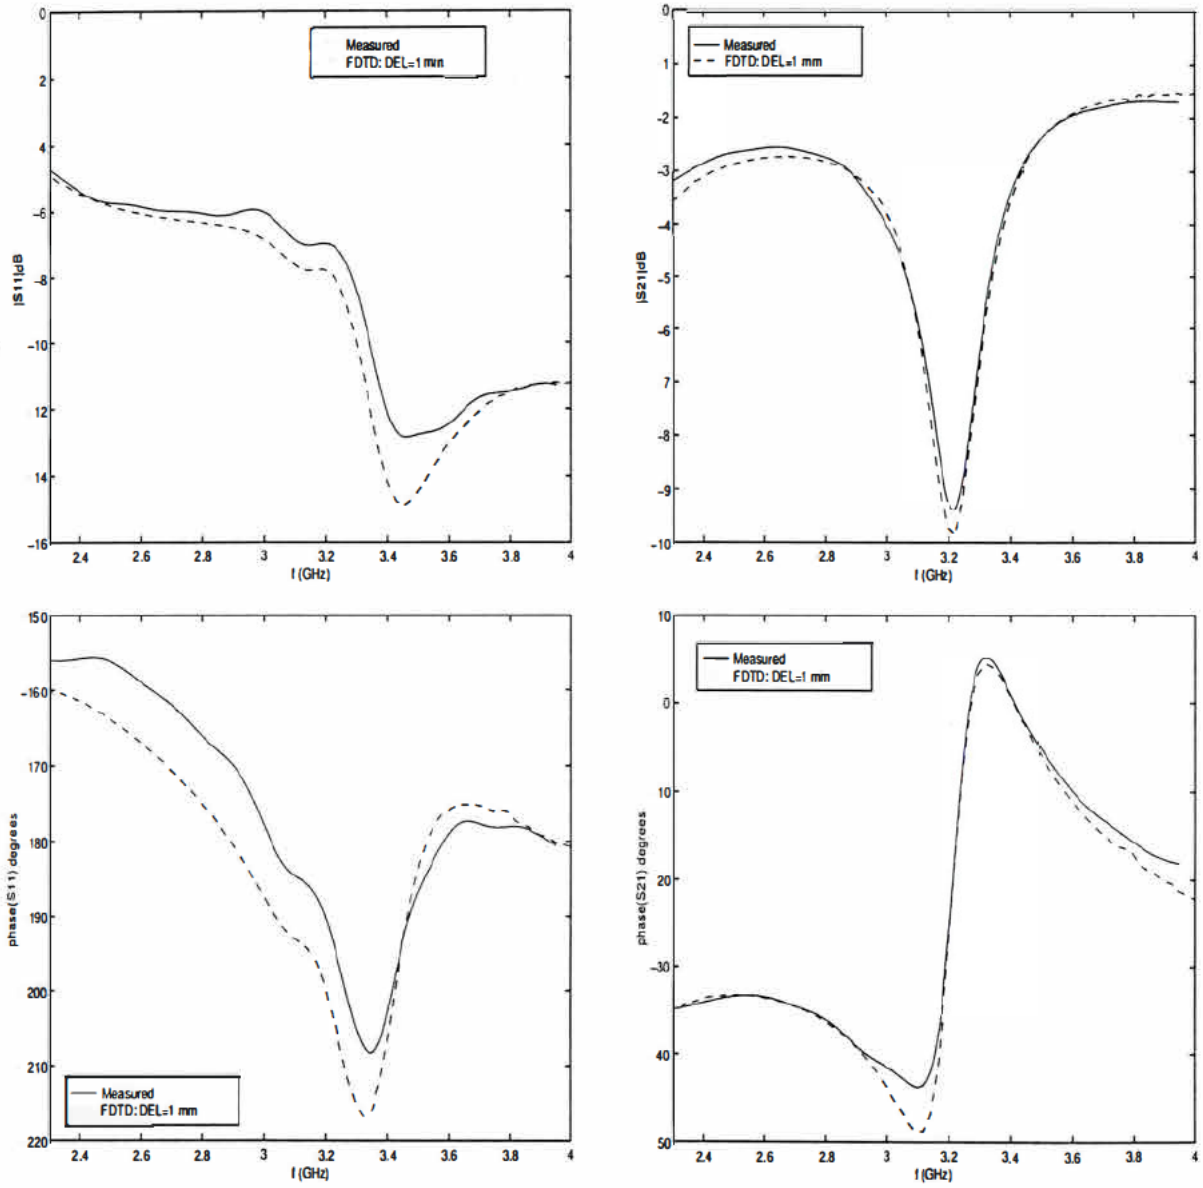 0
2
4
-6
-8
-10
12
14
-16
|S11|dB
Measured
FDTD: DEL=1 min
2.4 2.6 2.8 3 3.2 3.4 3.6 3.8 4
f (GHz)
0
-1
-2
-3
-4
-5
-6
-7
-8
-9
-10
|S21|dB
Measured
FDTD: DEL=1 mm
2.4 2.6 2.8 3 3.2 3.4 3.6 3.8 4
f (GHz)
150
-160
170
180
190
200
210
220
phase(S11) degrees
Measured
FDTD: DEL=1 mm
2.4 2.6 2.8 3 3.2 3.4 3.6 3.8 4
f (GHz)
10
0
10
20
-30
40
50
phase(S21) degrees
Measured
FDTD: DEL=1 mm
2.4 2.6 2.8 3 3.2 3.4 3.6 3.8 4
f (GHz)